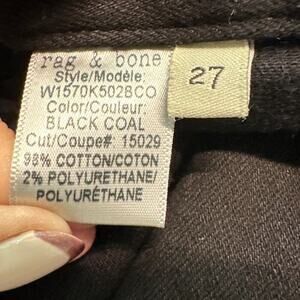 rag & bone
Style/Modèle:
W1570K502BCO
Color/Couleur:
BLACK COAL
Cut/Coupe#: 15029
98% COTTON/COTON
2% POLYURETHANE/
POLYURÉTHANE
27